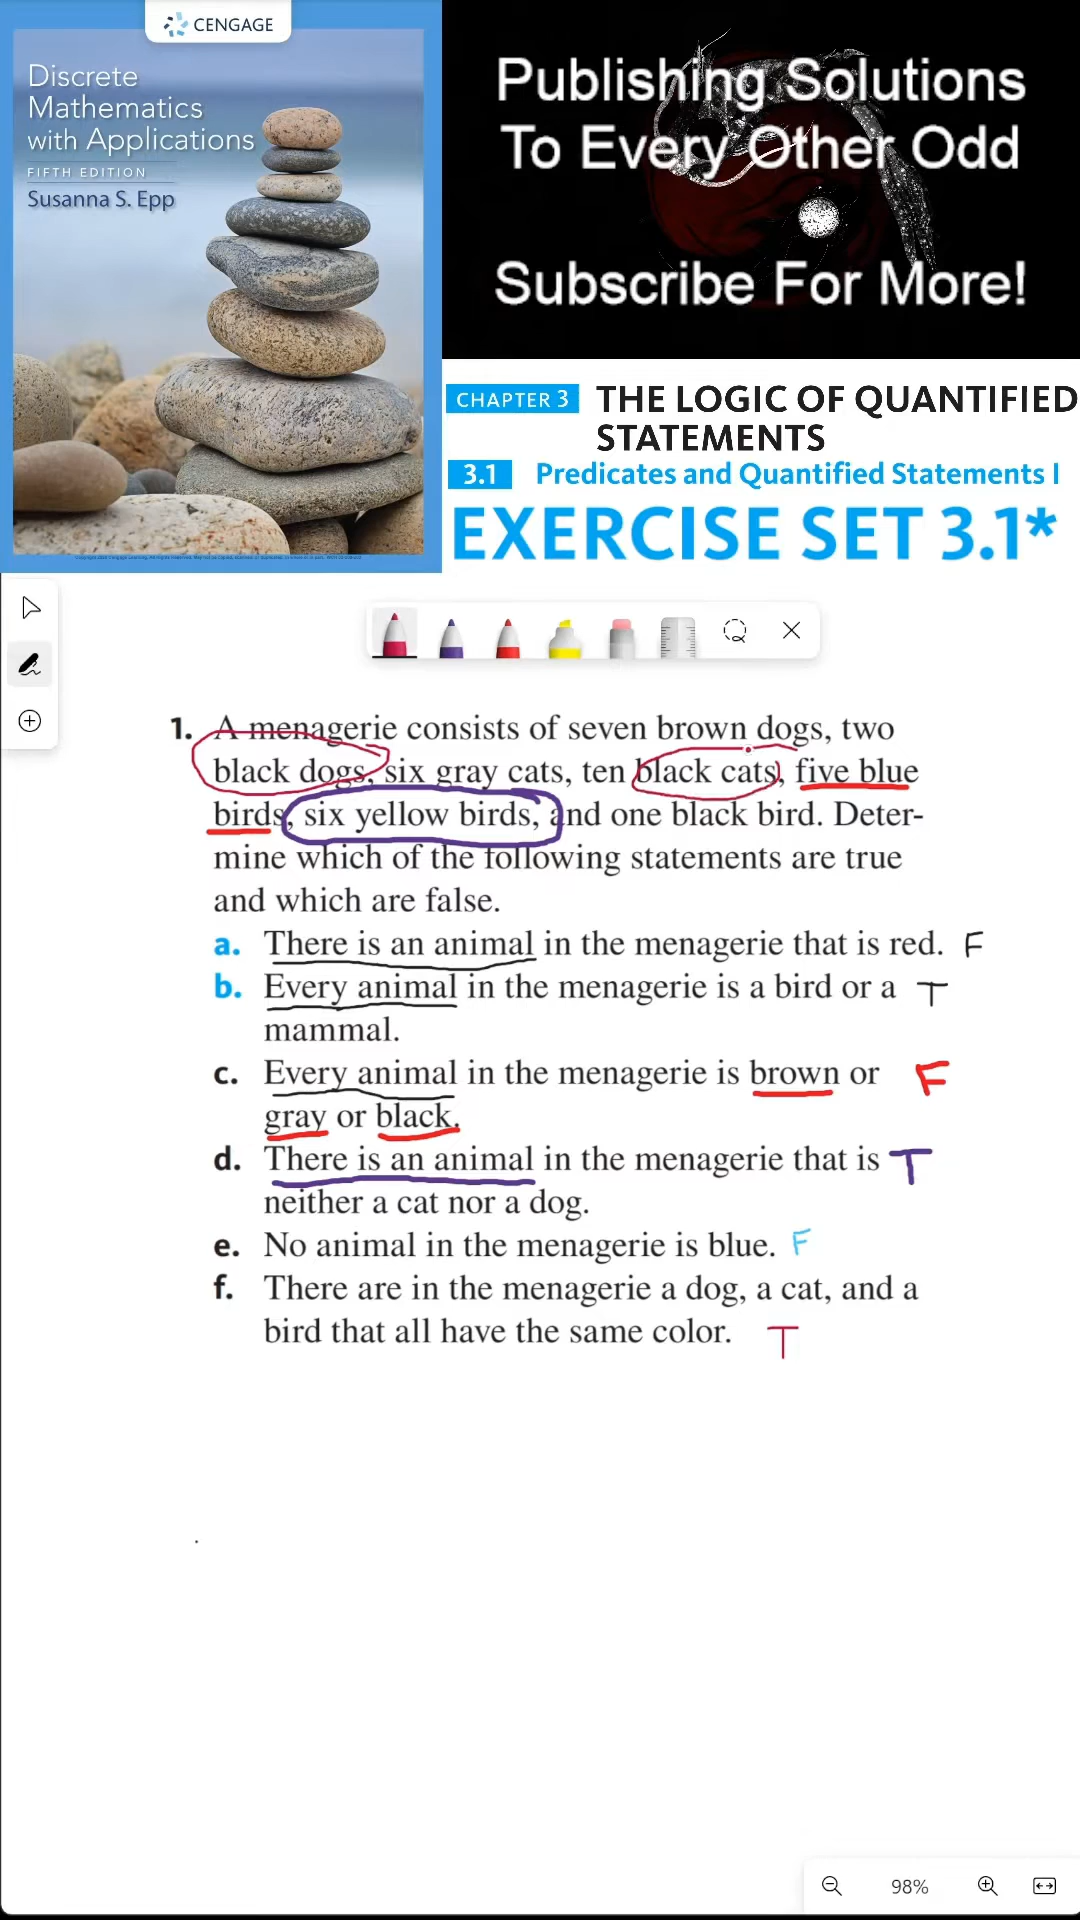 CENGAGE
Discrete
Mathematics
with Applications
FIFTH EDITION
Susanna S. Epp
Publishing Solutions
To Every Other Odd
Subscribe For More!
CHAPTER 3 THE LOGIC OF QUANTIFIED
STATEMENTS
3.1 Predicates and Quantified Statements I
EXERCISE SET 3.1*
1. A menagerie consists of seven brown dogs, two
black dogs, six gray cats, ten black cats, five blue
birds, six yellow birds, and one black bird. Deter-
mine which of the following statements are true
and which are false.
a. There is an animal in the menagerie that is red. F
b. Every animal in the menagerie is a bird or a T
mammal.
c. Every animal in the menagerie is brown or F
gray or black.
d. There is an animal in the menagerie that is T
neither a cat nor a dog.
e. No animal in the menagerie is blue. F
f. There are in the menagerie a dog, a cat, and a
bird that all have the same color. T
98%